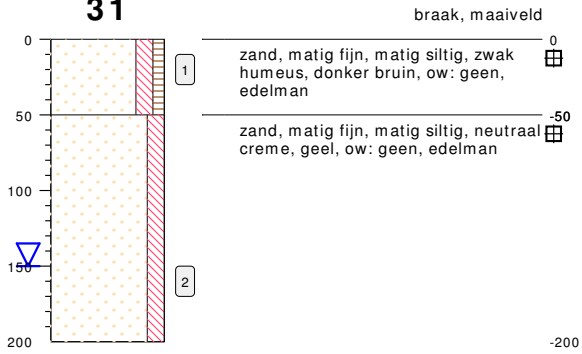 31
braak, maaiveld
0
0
zand, matig fijn, matig siltig, zwak
humeus, donker bruin, ow: geen,
edelman
1
50
-50
zand, matig fijn, matig siltig, neutraal
creme, geel, ow: geen, edelman
100
150
2
200
-200